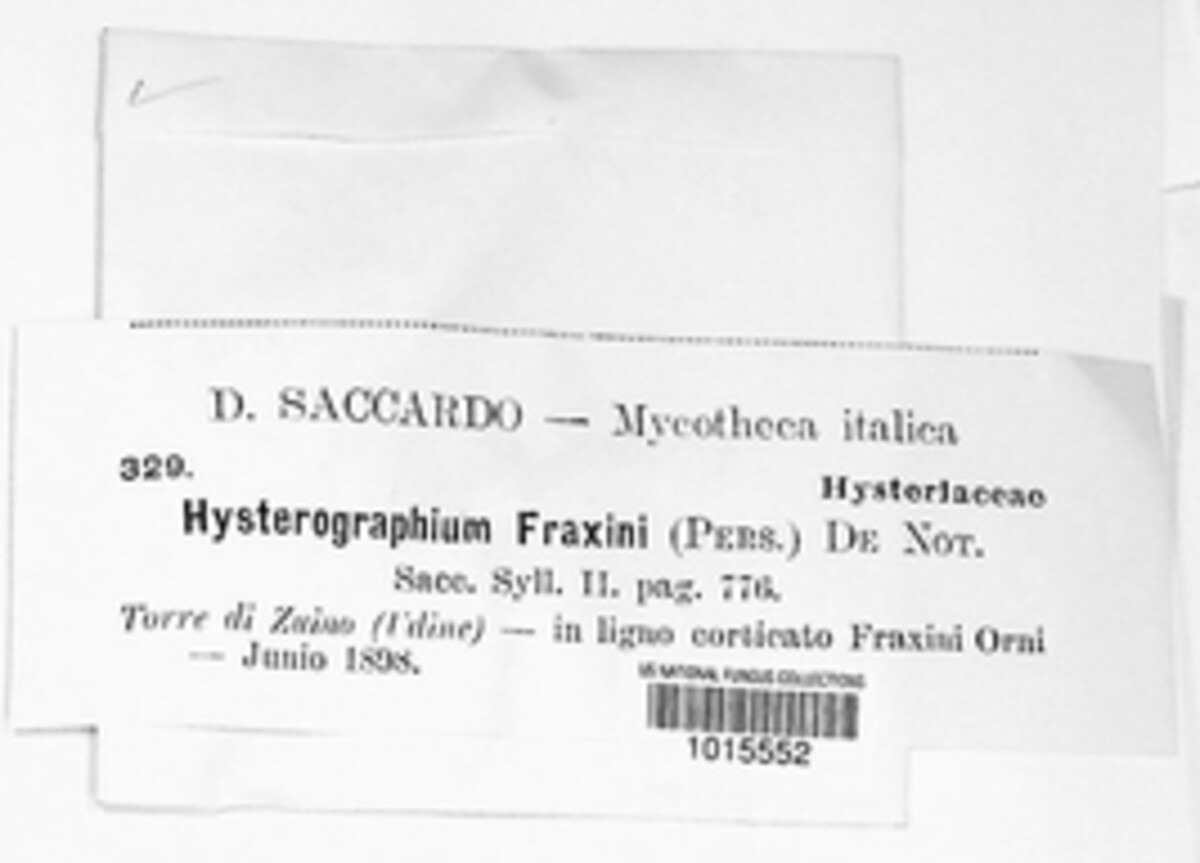 D. SACCARDO — Mycotheca italica
329.
Hysteriaceae
Hysterographium Fraxini (PERS.) DE NOT.
Sacc. Syll. II. pag. 776.
Torre di Zuino (Udine) — in ligno corticato Fraxini Orni
— Junio 1898.
US NATIONAL FUNGUS COLLECTIONS
1015552